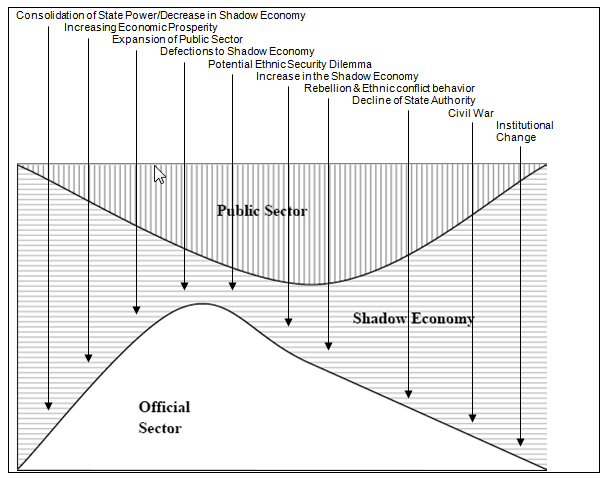 Consolidation of State Power/Decrease in Shadow Economy
Increasing Economic Prosperity
Expansion of Public Sector
Defections to Shadow Economy
Potential Ethnic Security Dilemma
Increase in the Shadow Economy
Rebellion & Ethnic conflict behavior
Decline of State Authority
Civil War
Institutional
Change
Public Sector
Shadow Economy
Official
Sector